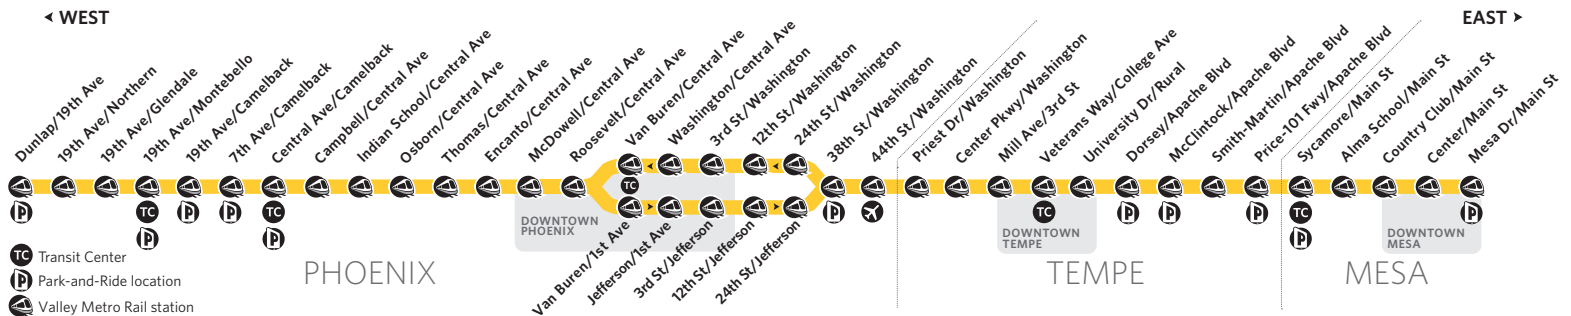 WEST
EAST
Dunlap/19th Ave
19th Ave/Northern
19th Ave/Glendale
19th Ave/Montebello
19th Ave/Camelback
7th Ave/Camelback
Central Ave/Camelback
Campbell/Central Ave
Indian School/Central Ave
Osborn/Central Ave
Thomas/Central Ave
Encanto/Central Ave
McDowell/Central Ave
Roosevelt/Central Ave
Van Buren/Central Ave
Washington/Central Ave
3rd St/Washington
12th St/Washington
24th St/Washington
38th St/Washington
44th St/Washington
Priest Dr/Washington
Center Pkwy/Washington
Mill Ave/3rd St
Veterans Way/College Ave
University Dr/Rural
Dorsey/Apache Blvd
McClintock/Apache Blvd
Smith-Martin/Apache Blvd
Price-101 Fwy/Apache Blvd
Sycamore/Main St
Alma School/Main St
Country Club/Main St
Center/Main St
Mesa Dr/Main St
TC
P
P
TC
P
P
P
TC
P
P
TC
P
P
P
TC
P
P
DOWNTOWN
PHOENIX
DOWNTOWN
TEMPE
DOWNTOWN
MESA
Van Buren/1st Ave
Jefferson/1st Ave
3rd St/Jefferson
12th St/Jefferson
24th St/Jefferson
TC Transit Center
P Park-and-Ride location
Valley Metro Rail station
PHOENIX
TEMPE
MESA